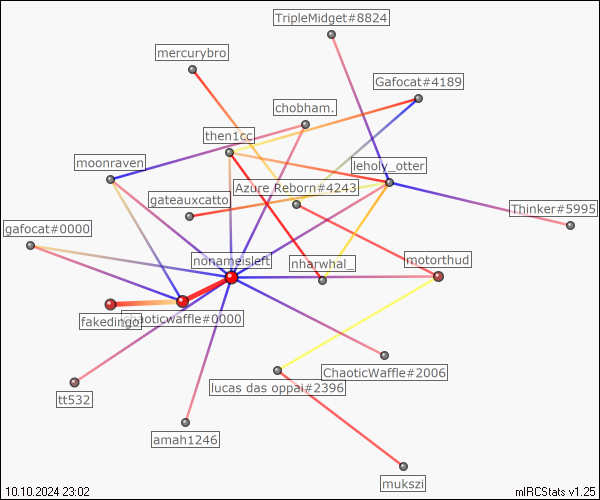 TripleMidget#8824
mercurybro
Gafocat#4189
chobham.
then1cc
moonraven
leholy_otter
Azure Reborn#4243
gateauxcatto
Thinker#5995
gafocat#0000
nonameisleft
nharwhal_
motorthud
fakedingo!
chaoticwaffle#0000
ChaoticWaffle#2006
lucas das oppai#2396
tt532
amah1246
mukszi
10.10.2024 23:02
mIRCStats v1.25